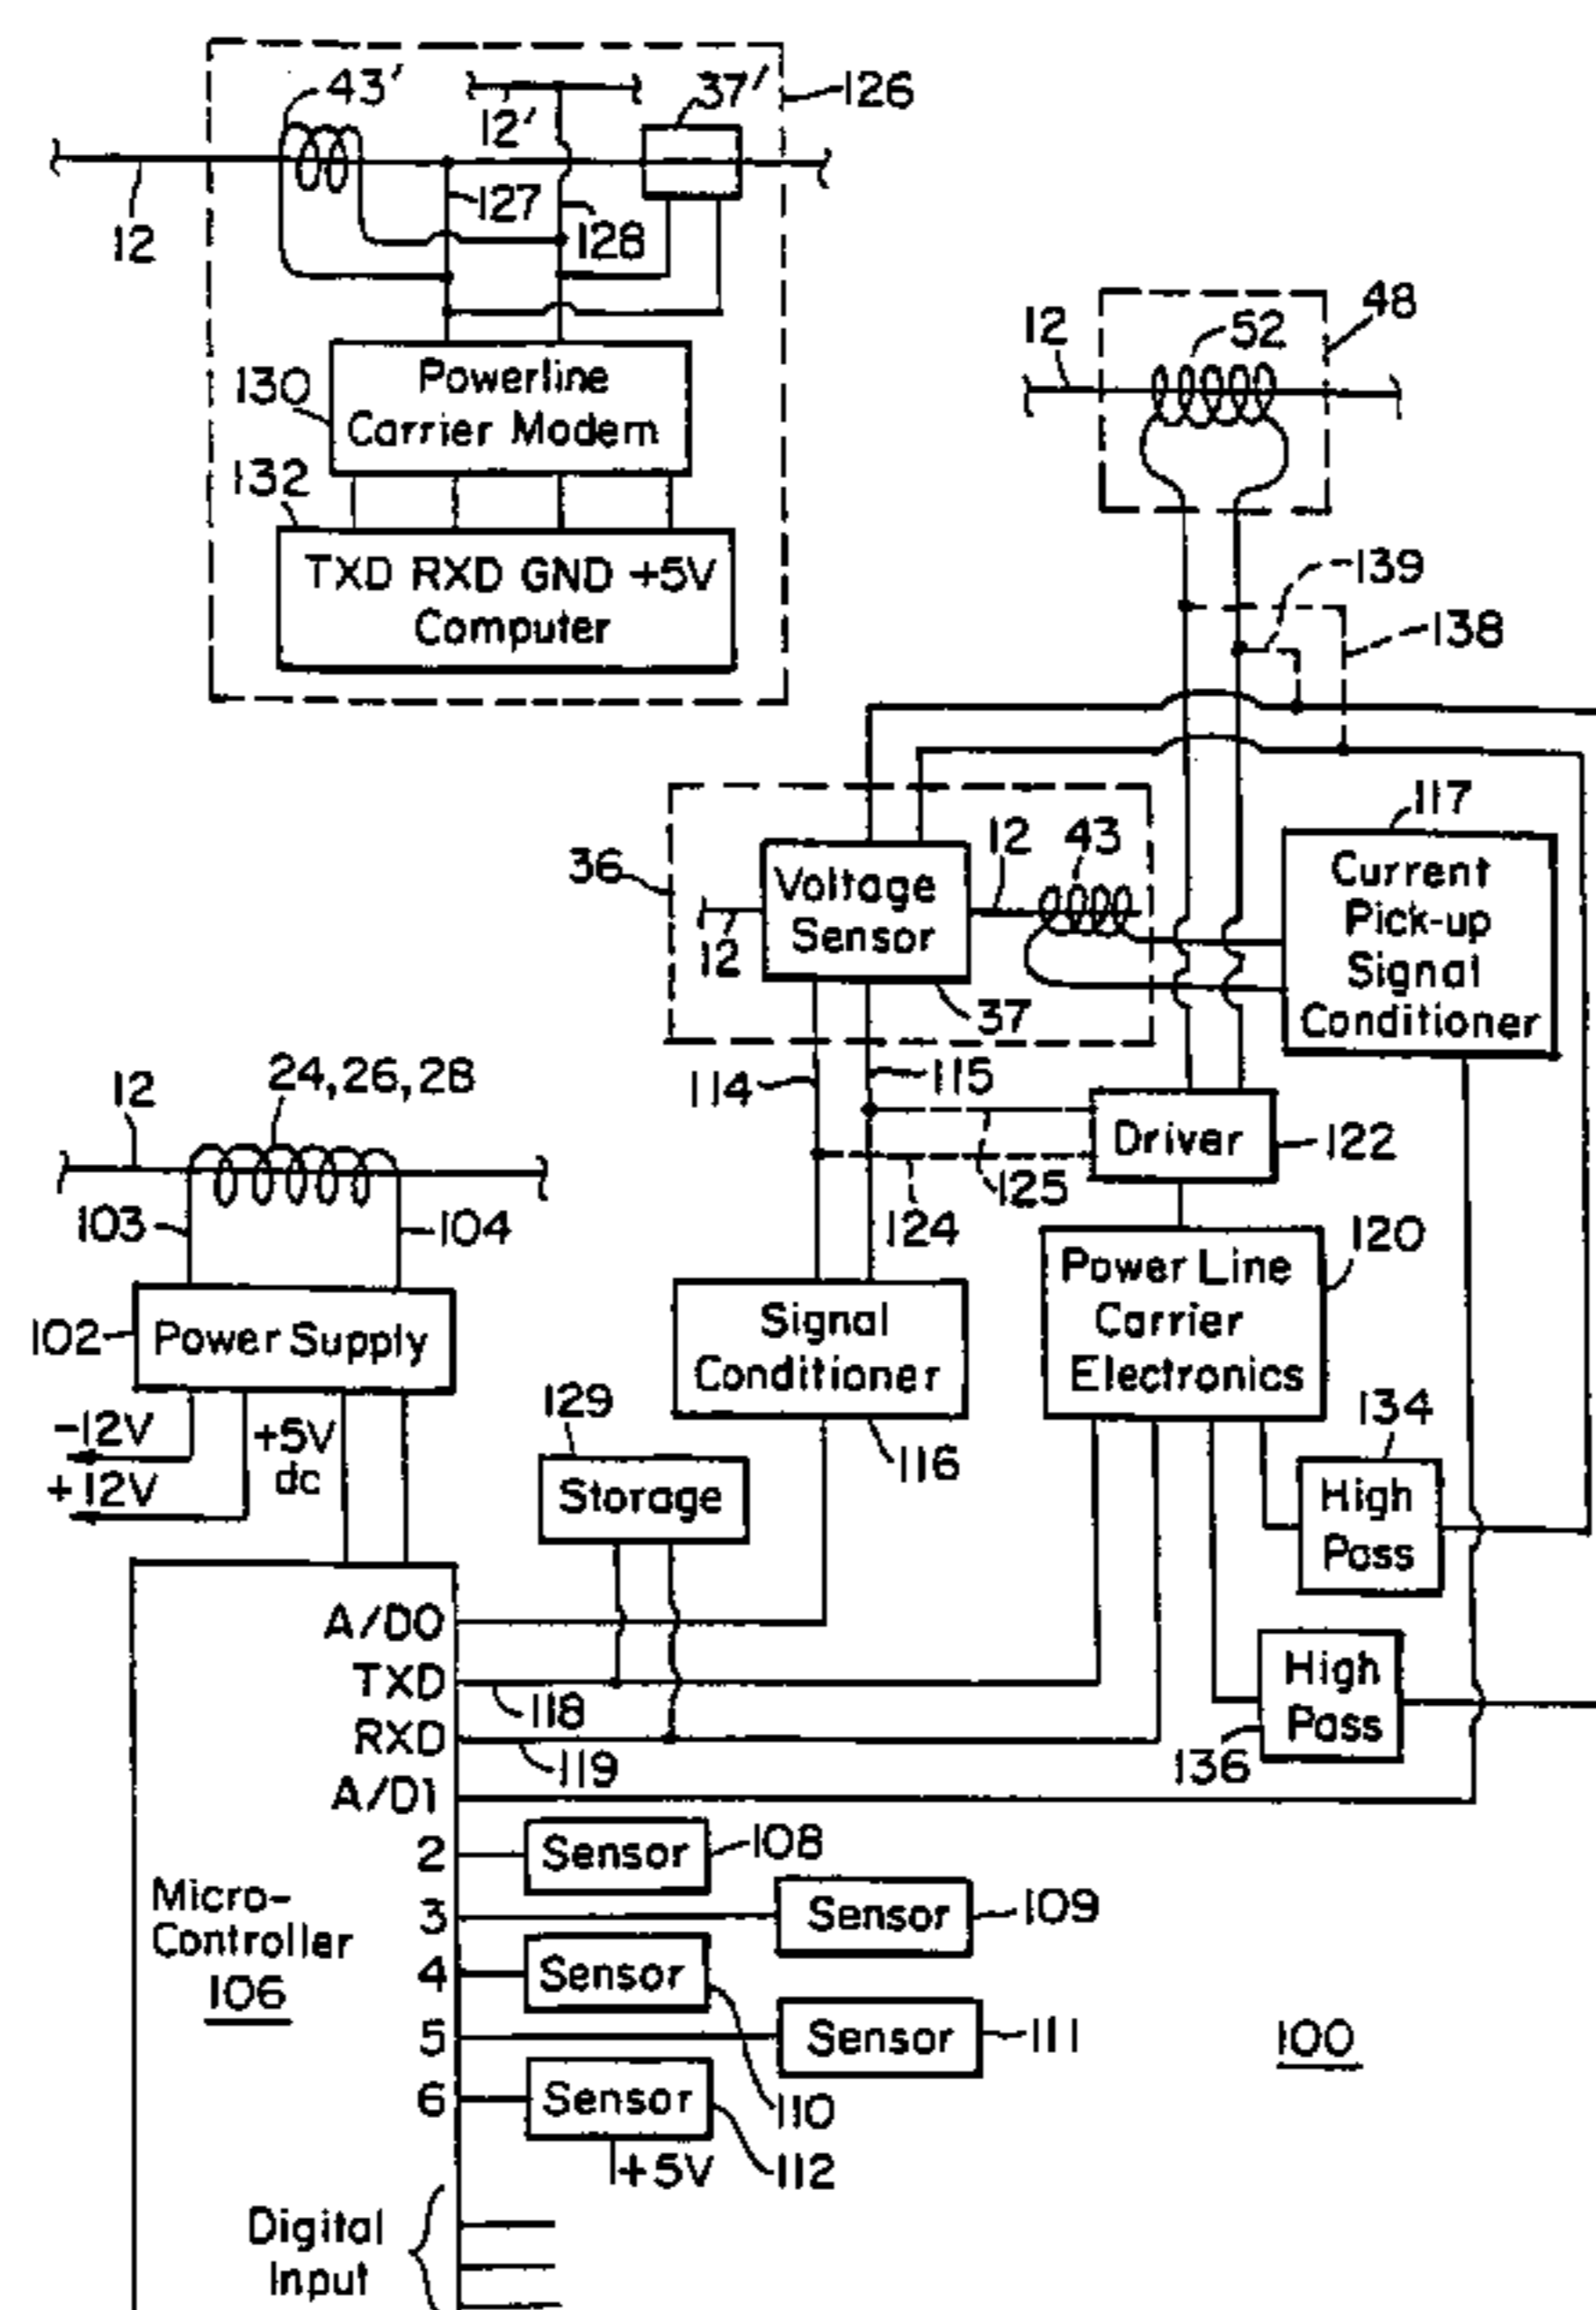 43'
12'
37'
126
12
127
128
130
Powerline
Carrier Modem
132
TXD RXD GND +5V
Computer
12
52
48
139
138
117
36
Voltage
Sensor
12
43
12
37
Current
Pick-up
Signal
Conditioner
114
115
12
24, 26, 28
Driver
122
125
124
103
104
102
Power Supply
Signal
Conditioner
116
Power Line
Carrier
Electronics
120
-12V
+12V
+5V
dc
129
Storage
134
High
Pass
High
Pass
136
A/D0
TXD
118
RXD
119
A/D1
2
Sensor
108
3
Sensor
109
Micro-
Controller
106
4
Sensor
110
5
Sensor
111
6
Sensor
112
+5V
100
Digital
Input